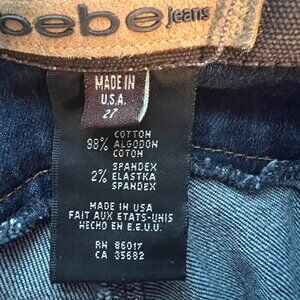 oebe jeans
MADE IN
U.S.A.
27
COTTON
98% ALGODON
COTON
SPANDEX
2% ELASTKA
SPANDEX
MADE IN USA
FAIT AUX ETATS-UNIS
HECHO EN E.E.U.U.
RN 86017
CA 35682